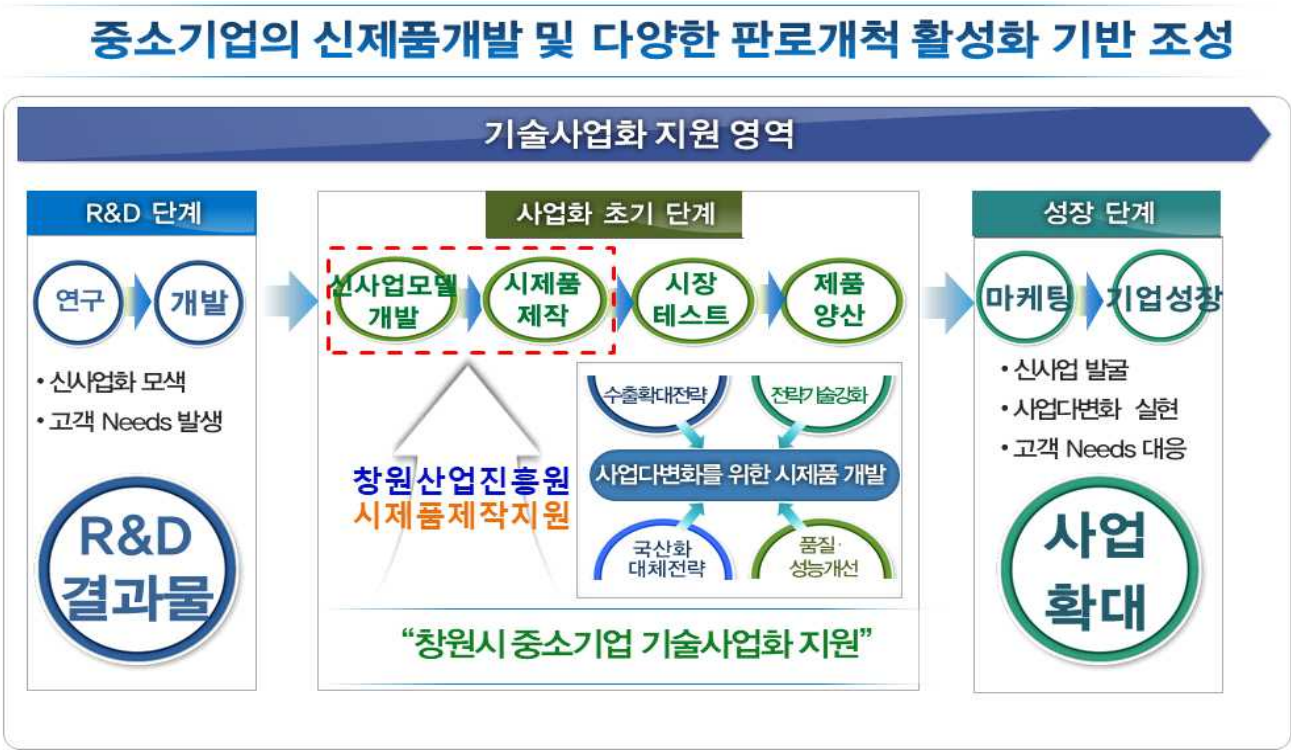 중소기업의 신제품개발 및 다양한 판로개척 활성화 기반 조성
기술사업화 지원 영역
R&D 단계
연구
개발
• 신사업화 모색
• 고객 Needs 발생
R&D
결과물
사업화 초기 단계
신사업모델
개발
시제품
제작
시장
테스트
제품
양산
창원산업진흥원
시제품제작지원
수출확대전략
전략기술강화
사업다변화를 위한 시제품 개발
국산화
대체전략
품질·
성능개선
“창원시 중소기업 기술사업화 지원”
성장 단계
마케팅
기업성장
• 신사업 발굴
• 사업다변화 실현
• 고객 Needs 대응
사업
확대